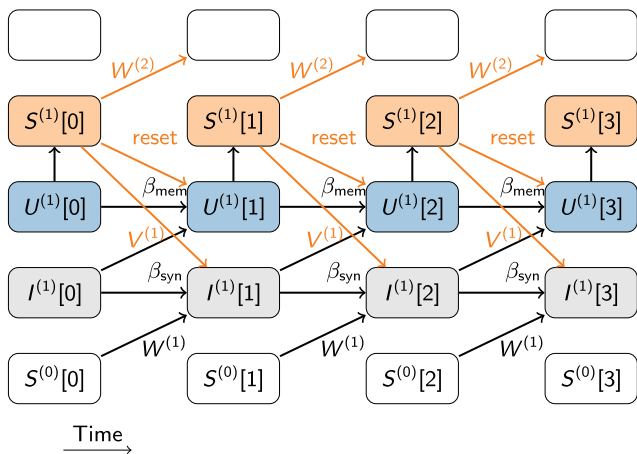 W⁽²⁾ W⁽²⁾ W⁽²⁾
S⁽¹⁾[0] S⁽¹⁾[1] S⁽¹⁾[2] S⁽¹⁾[3]
reset reset reset
β_mem β_mem β_mem
U⁽¹⁾[0] U⁽¹⁾[1] U⁽¹⁾[2] U⁽¹⁾[3]
V⁽¹⁾ V⁽¹⁾ V⁽¹⁾
β_syn β_syn β_syn
I⁽¹⁾[0] I⁽¹⁾[1] I⁽¹⁾[2] I⁽¹⁾[3]
W⁽¹⁾ W⁽¹⁾ W⁽¹⁾
S⁽⁰⁾[0] S⁽⁰⁾[1] S⁽⁰⁾[2] S⁽⁰⁾[3]
Time